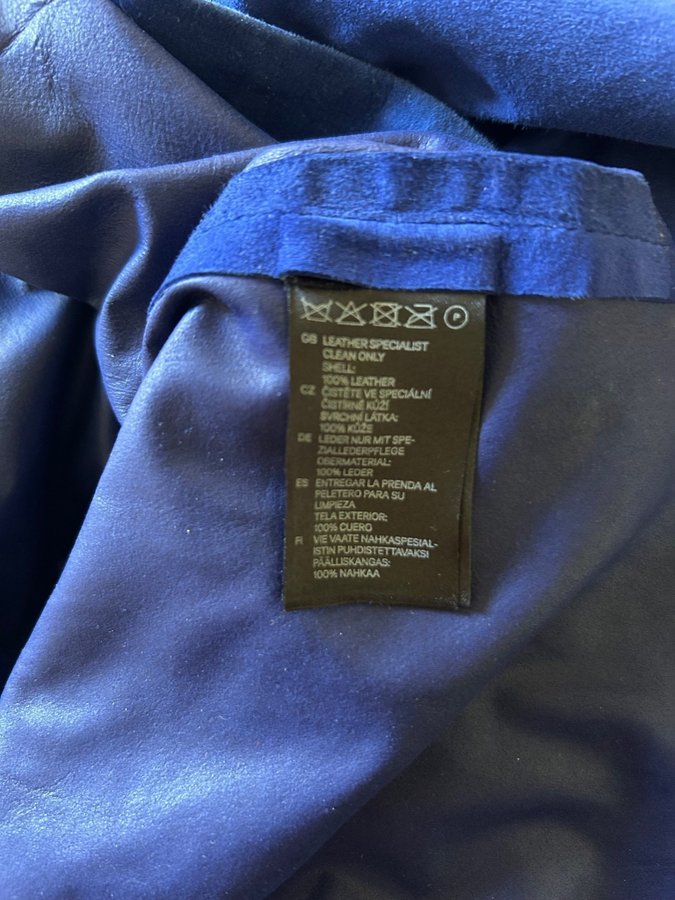 P
GB LEATHER SPECIALIST
CLEAN ONLY
SHELL:
100% LEATHER
CZ ČISTĚTE VE SPECIÁLNÍ
ČISTÍRNĚ KŮŽÍ
SVRCHNÍ LÁTKA:
100% KŮŽE
DE LEDER NUR MIT SPE-
ZIALLEDERPFLEGE
OBERMATERIAL:
100% LEDER
ES ENTREGAR LA PRENDA AL
PELETERO PARA SU
LIMPIEZA
TELA EXTERIOR:
100% CUERO
FI VIE VAATE NAHKASPESIAL-
ISTIN PUHDISTETTAVAKSI
PÄÄLLISKANGAS:
100% NAHKAA